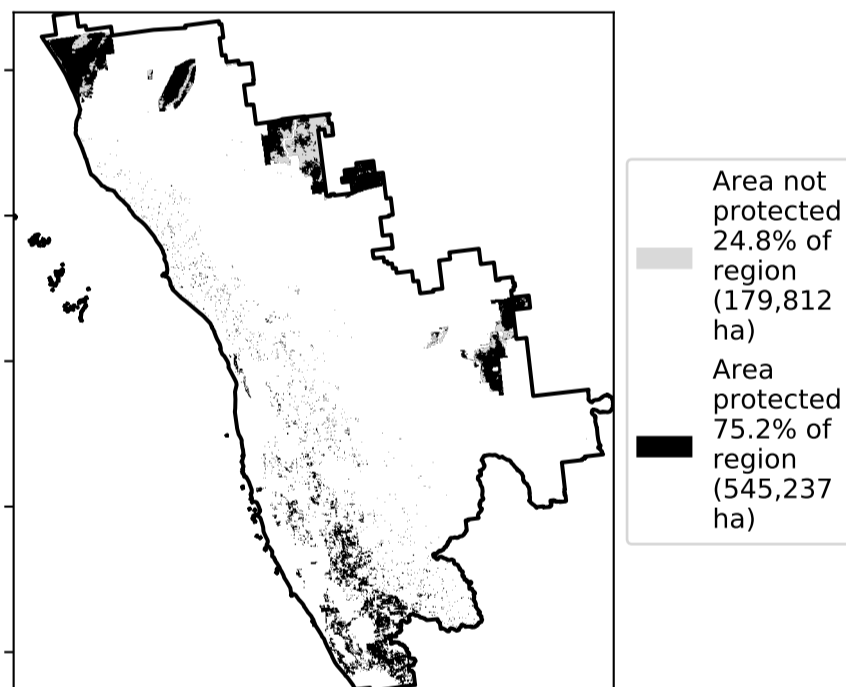 Area not
protected
24.8% of
region
(179,812
ha)
Area
protected
75.2% of
region
(545,237
ha)